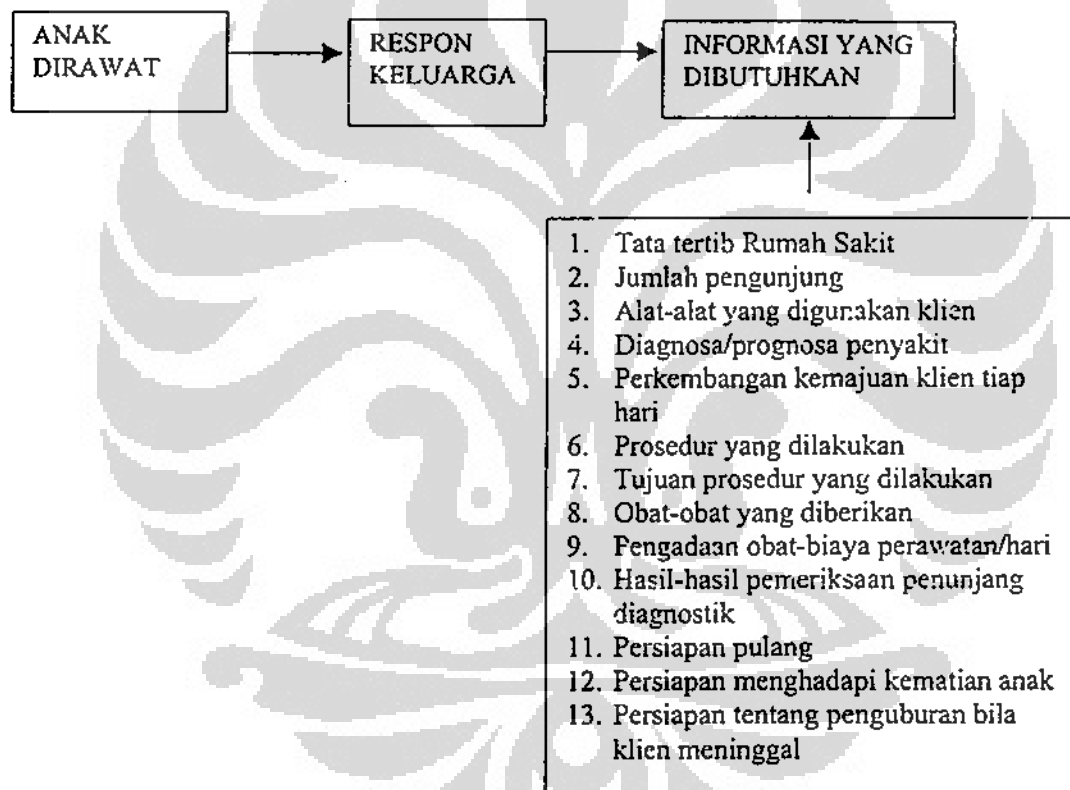 ANAK
DIRAWAT
RESPON
KELUARGA
INFORMASI YANG
DIBUTUHKAN
1. Tata tertib Rumah Sakit
2. Jumlah pengunjung
3. Alat-alat yang digunakan klien
4. Diagnosa/prognosa penyakit
5. Perkembangan kemajuan klien tiap
hari
6. Prosedur yang dilakukan
7. Tujuan prosedur yang dilakukan
8. Obat-obat yang diberikan
9. Pengadaan obat-biaya perawatan/hari
10. Hasil-hasil pemeriksaan penunjang
diagnostik
11. Persiapan pulang
12. Persiapan menghadapi kematian anak
13. Persiapan tentang penguburan bila
klien meninggal